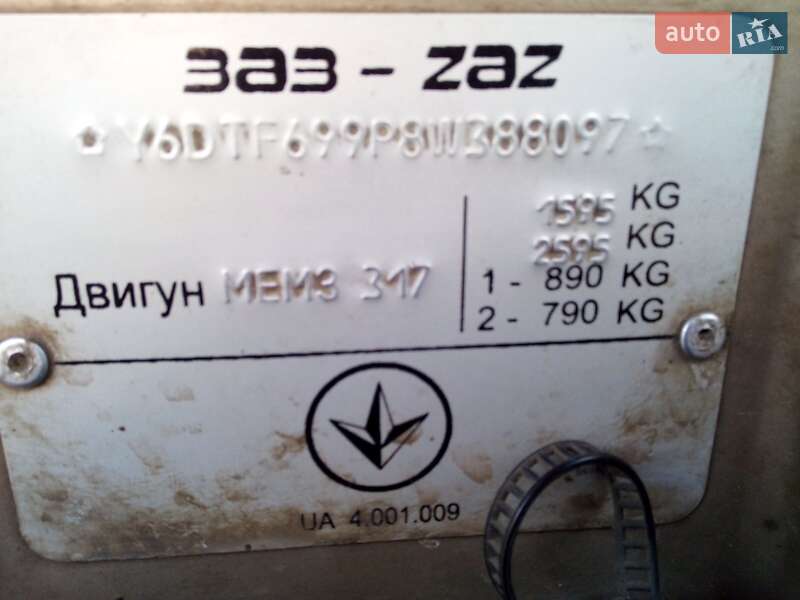 auto RIA.com
ЗАЗ - ZAZ
Y6DTF699P8W388097
1595 KG
2595 KG
Двигун МЕМЗ 317
1 - 890 KG
2 - 790 KG
UA 4.001.009